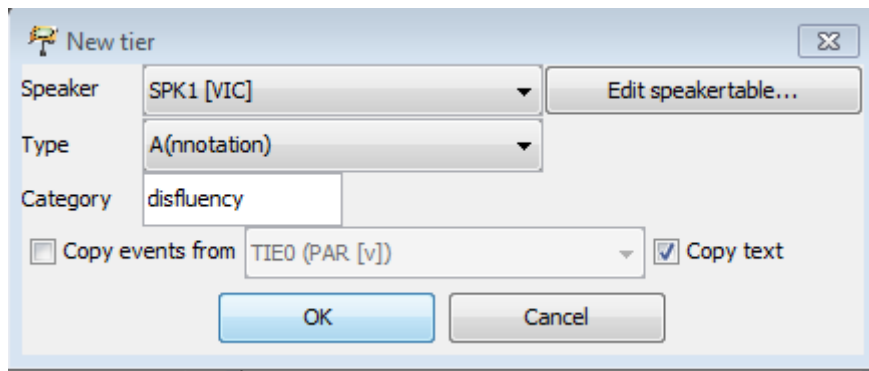 New tier
Speaker SPK1 [VIC] Edit speakertable...
Type A(nnotation)
Category disfluency
Copy events from TIE0 (PAR [v]) Copy text
OK Cancel